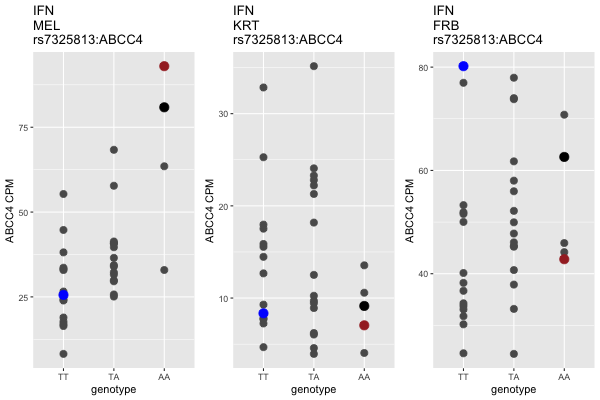 IFN
MEL
rs7325813:ABCC4
75
50
25
ABCC4 CPM
TT TA AA
genotype
IFN
KRT
rs7325813:ABCC4
30
20
10
ABCC4 CPM
TT TA AA
genotype
IFN
FRB
rs7325813:ABCC4
80
60
40
ABCC4 CPM
TT TA AA
genotype